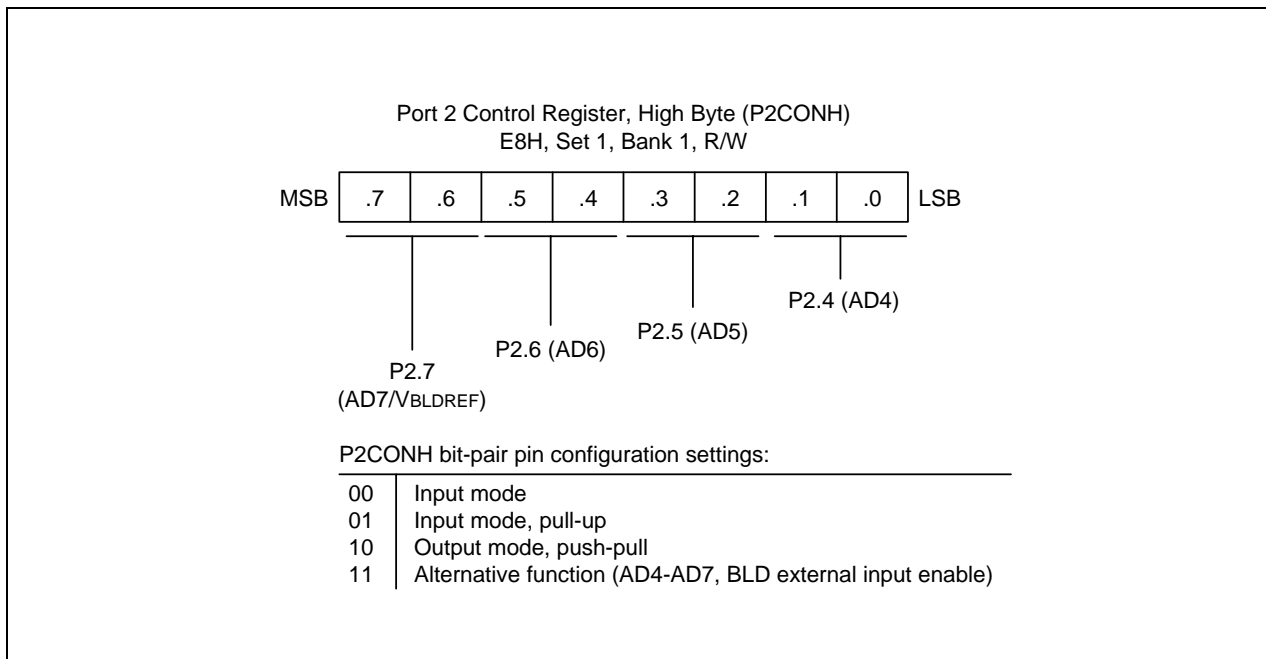 Port 2 Control Register, High Byte (P2CONH)
E8H, Set 1, Bank 1, R/W
MSB .7 .6 .5 .4 .3 .2 .1 .0 LSB
P2.4 (AD4)
P2.5 (AD5)
P2.6 (AD6)
P2.7
(AD7/VBLDREF)
P2CONH bit-pair pin configuration settings:
00 Input mode
01 Input mode, pull-up
10 Output mode, push-pull
11 Alternative function (AD4-AD7, BLD external input enable)